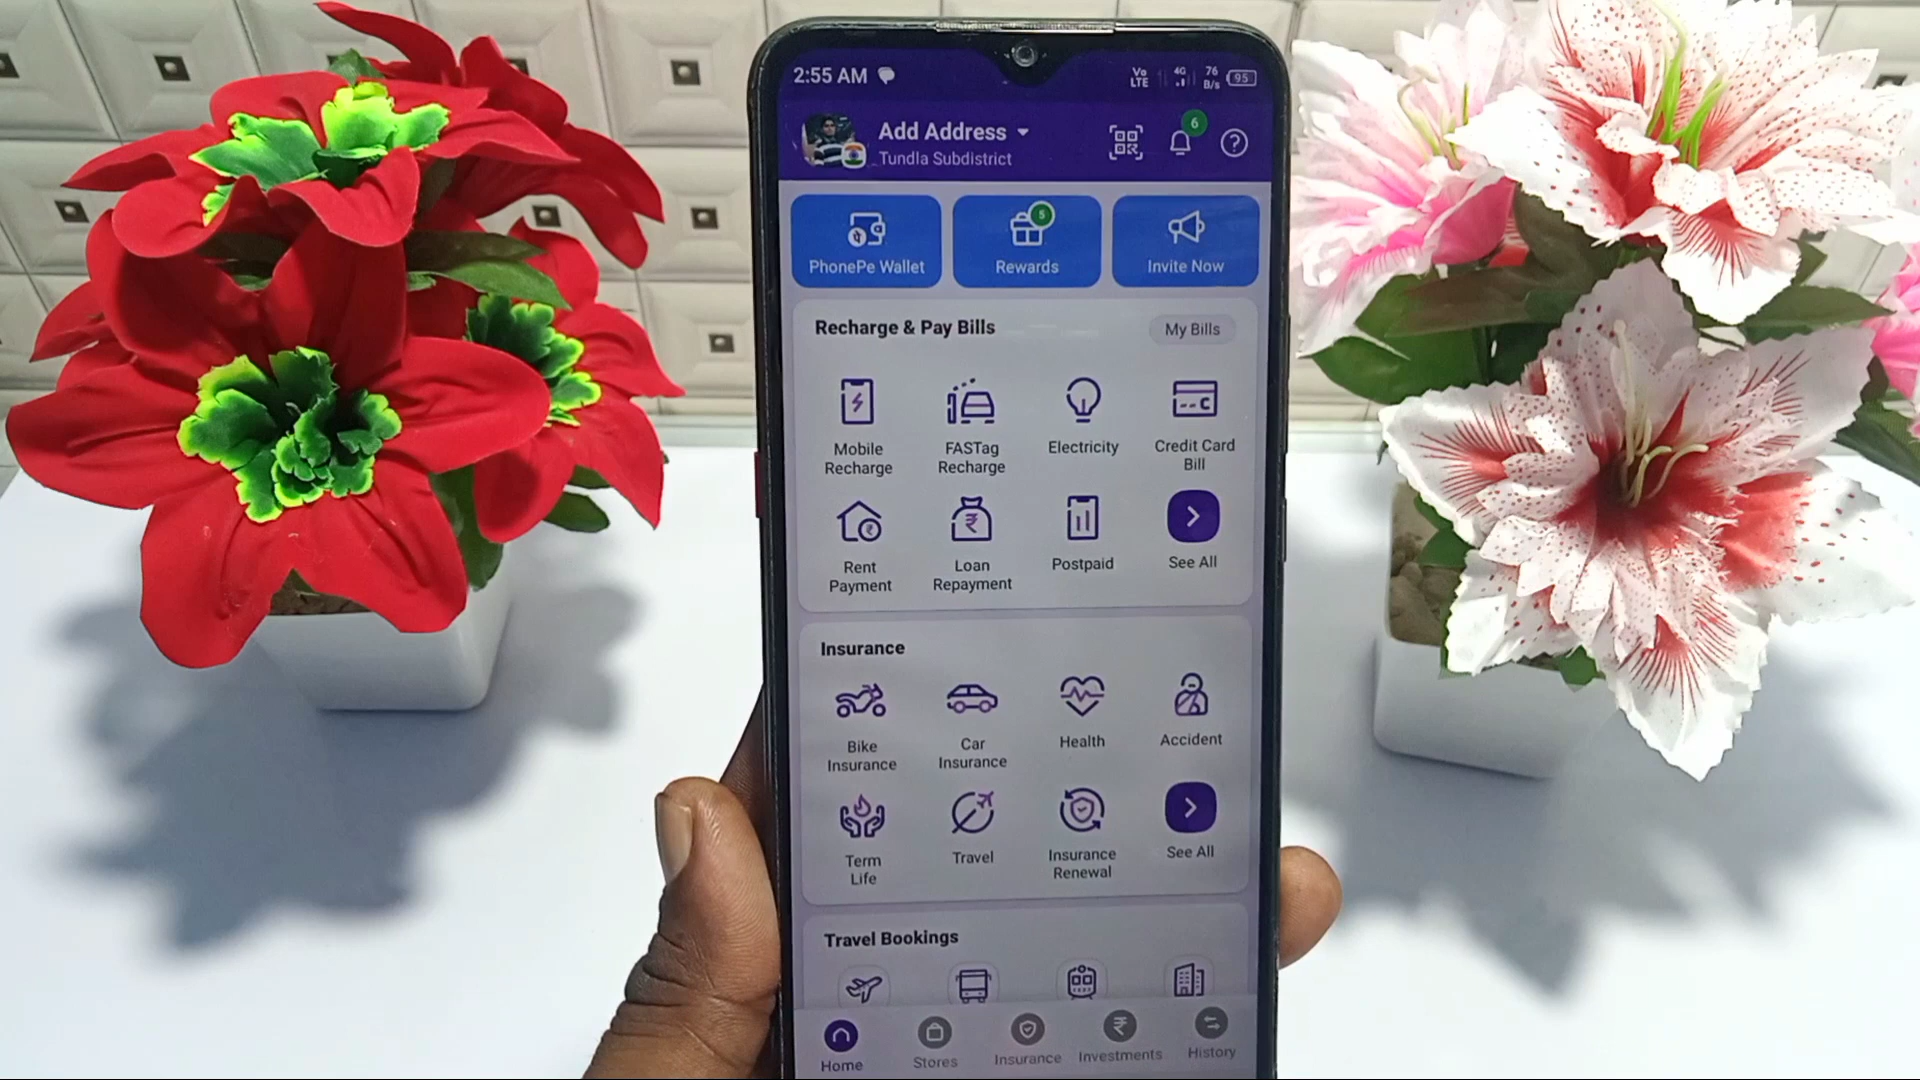 2:55 AM
Vo LTE
4G
76 B/s
95
Add Address
Tundla Subdistrict
6
PhonePe Wallet
5
Rewards
Invite Now
Recharge & Pay Bills
My Bills
Mobile Recharge
FASTag Recharge
Electricity
Credit Card Bill
Rent Payment
Loan Repayment
Postpaid
See All
Insurance
Bike Insurance
Car Insurance
Health
Accident
Term Life
Travel
Insurance Renewal
See All
Travel Bookings
Home
Stores
Insurance
Investments
History